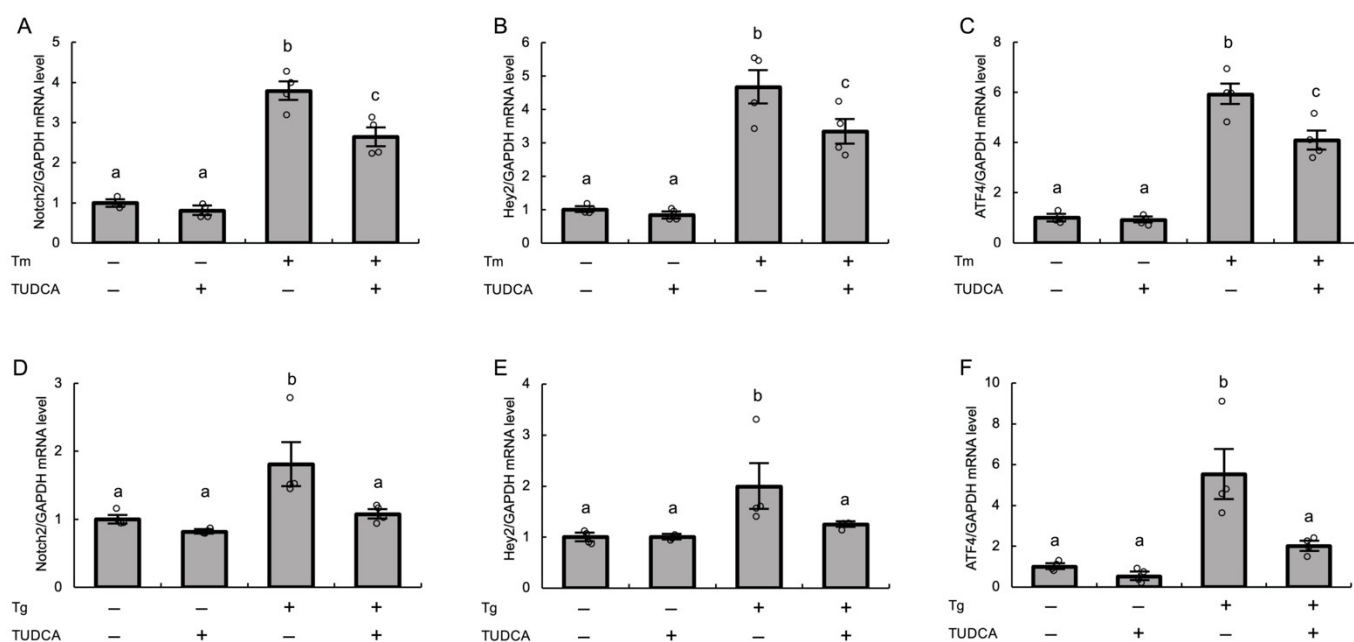 A
Notch2/GAPDH mRNA level
5
4
3
2
1
0
a
a
b
c
Tm – – + +
TUDCA – + – +
B
Hey2/GAPDH mRNA level
6
5
4
3
2
1
0
a
a
b
c
Tm – – + +
TUDCA – + – +
C
ATF4/GAPDH mRNA level
8
6
4
2
0
a
a
b
c
Tm – – + +
TUDCA – + – +
D
Notch2/GAPDH mRNA level
3
2
1
0
a
a
b
a
Tg – – + +
TUDCA – + – +
E
Hey2/GAPDH mRNA level
4
3
2
1
0
a
a
b
a
Tg – – + +
TUDCA – + – +
F
ATF4/GAPDH mRNA level
10
8
6
4
2
0
a
a
b
a
Tg – – + +
TUDCA – + – +